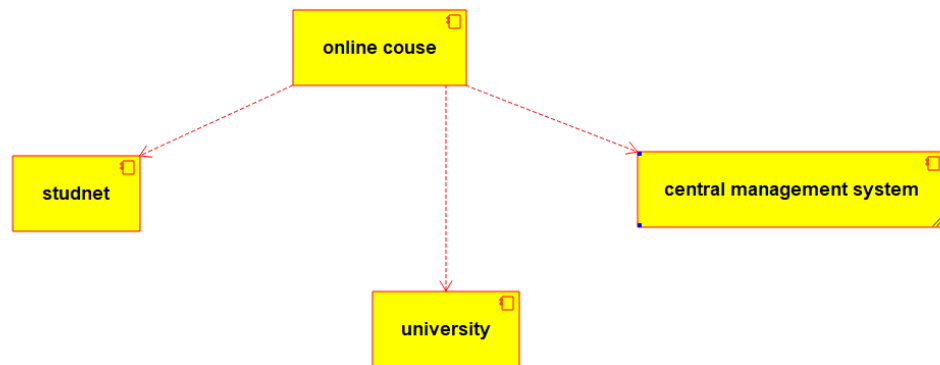 online couse
studnet
central management system
university